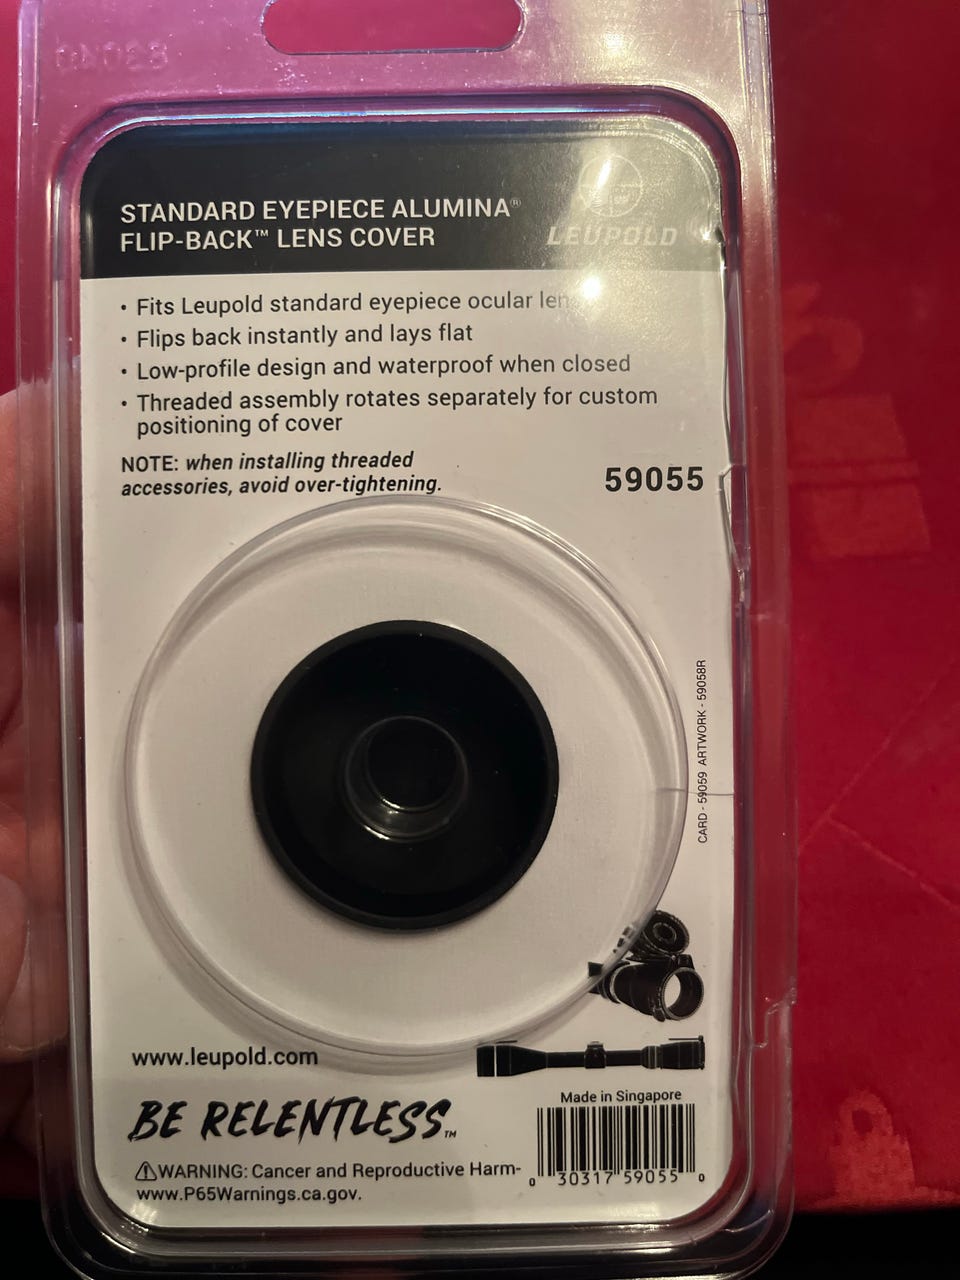 STANDARD EYEPIECE ALUMINA®
FLIP-BACK™ LENS COVER
LEUPOLD
• Fits Leupold standard eyepiece ocular
• Flips back instantly and lays flat
• Low-profile design and waterproof when closed
• Threaded assembly rotates separately for custom
positioning of cover
NOTE: when installing threaded
accessories, avoid over-tightening.
59055
CARD - 59059 ARTWORK - 59058R
www.leupold.com
BE RELENTLESS™
Made in Singapore
⚠WARNING: Cancer and Reproductive Harm-
www.P65Warnings.ca.gov.
0 30317 59055 0